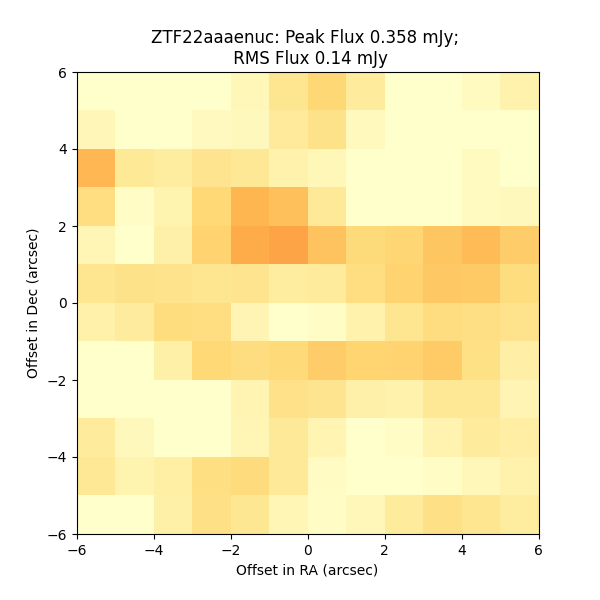 ZTF22aaaenuc: Peak Flux 0.358 mJy;
RMS Flux 0.14 mJy
6
4
2
0
−2
−4
−6
Offset in Dec (arcsec)
−6 −4 −2 0 2 4 6
Offset in RA (arcsec)